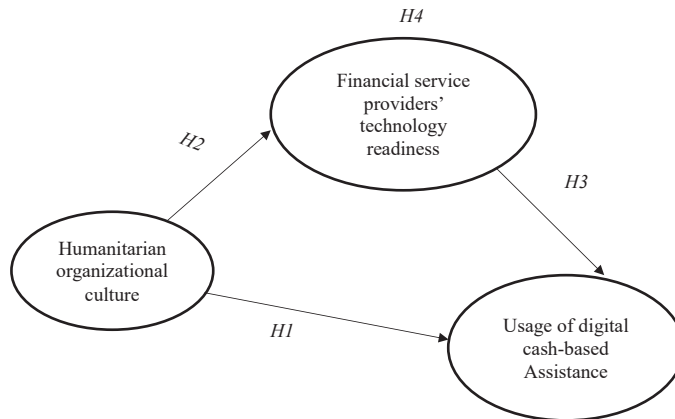 H4
Financial service
providers'
technology
readiness
H2
H3
Humanitarian
organizational
culture
H1
Usage of digital
cash-based
Assistance